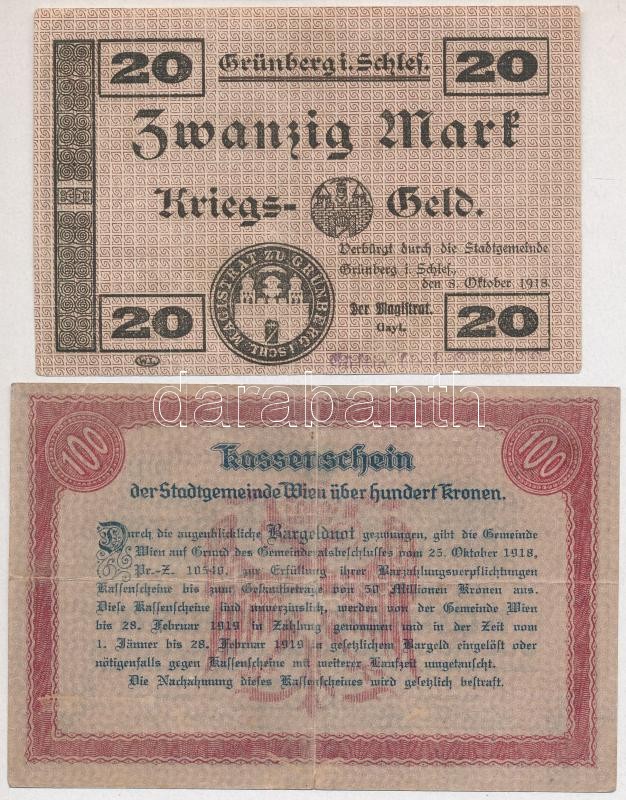 20 Grünberg i. Schles. 20
Zwanzig Mark
Kriegs- Geld.
Verbürgt durch die Stadtgemeinde
Grünberg i. Schles.,
den 8. Oktober 1918.
Der Magistrat.
Gayl.
MAGISTRAT ZU GRÜNBERG
20 20
darabanth
100 100
Kassenschein
der Stadtgemeinde Wien über hundert Kronen.
Durch die augenblickliche Bargeldnot gezwungen, gibt die Gemeinde
Wien auf Grund des Gemeinderatsbeschlusses vom 25. Oktober 1918,
Pr.-Z. 10540, zur Erfüllung ihrer Barzahlungsverpflichtungen
Kassenscheine bis zum Gesamtbetrage von 50 Millionen Kronen aus.
Diese Kassenscheine sind unverzinslich, werden von der Gemeinde Wien
bis 28. Februar 1919 in Zahlung genommen und in der Zeit vom
1. Jänner bis 28. Februar 1919 in gesetzlichem Bargeld eingelöst oder
nötigenfalls gegen Kassenscheine mit weiterer Laufzeit umgetauscht.
Die Nachahmung dieses Kassenscheines wird gesetzlich bestraft.